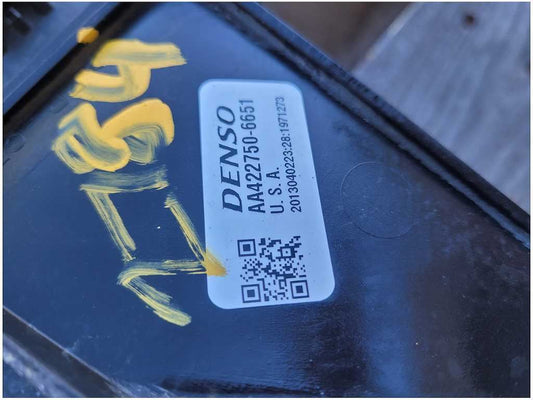 DENSO
AA422750-6651
U. S. A.
2013040223:28:1971273